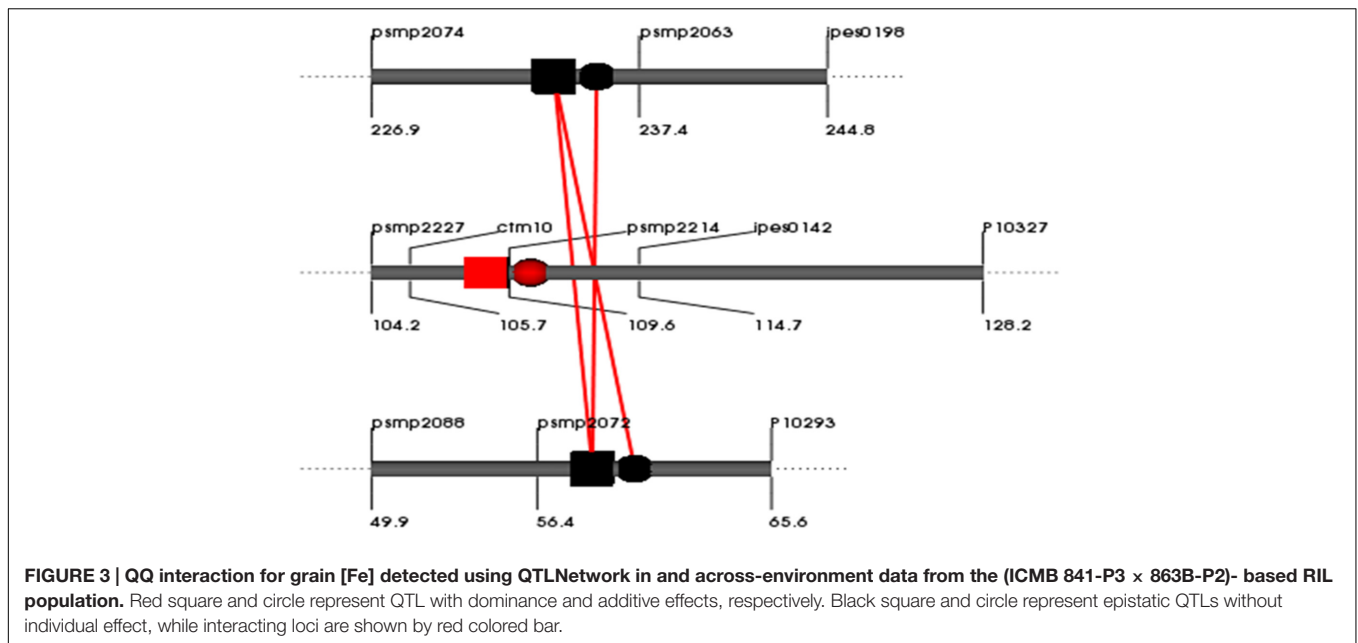 psmp2074 psmp2063 ipes0198
226.9 237.4 244.8
psmp2227 ctm10 psmp2214 ipes0142 P10327
104.2 105.7 109.6 114.7 128.2
psmp2088 psmp2072 P10293
49.9 56.4 65.6
FIGURE 3 | QQ interaction for grain [Fe] detected using QTLNetwork in and across-environment data from the (ICMB 841-P3 × 863B-P2)- based RIL
population. Red square and circle represent QTL with dominance and additive effects, respectively. Black square and circle represent epistatic QTLs without
individual effect, while interacting loci are shown by red colored bar.